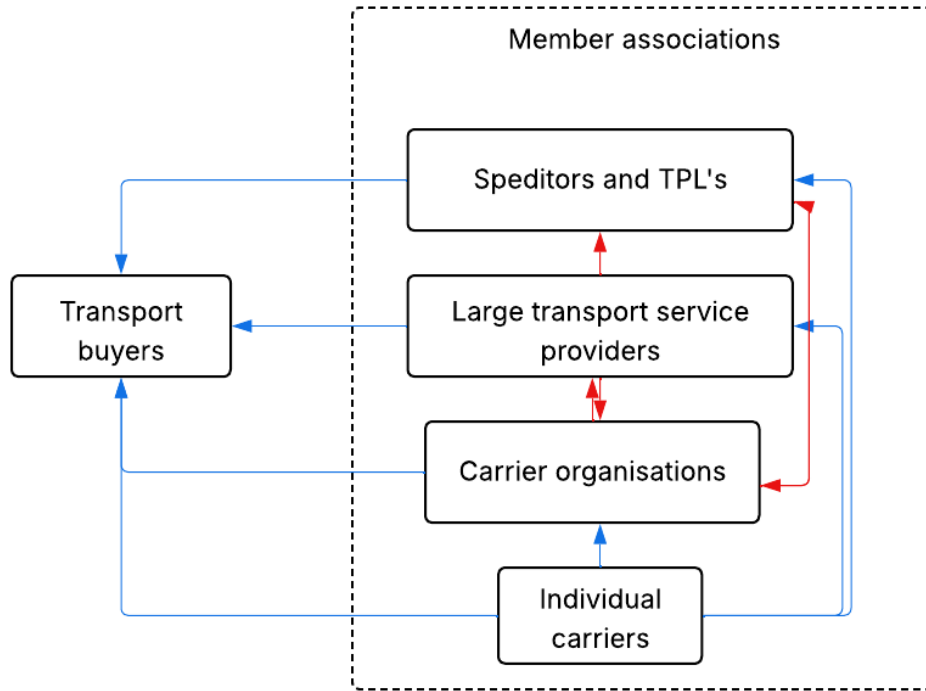 Member associations
Speditors and TPL's
Transport
buyers
Large transport service
providers
Carrier organisations
Individual
carriers